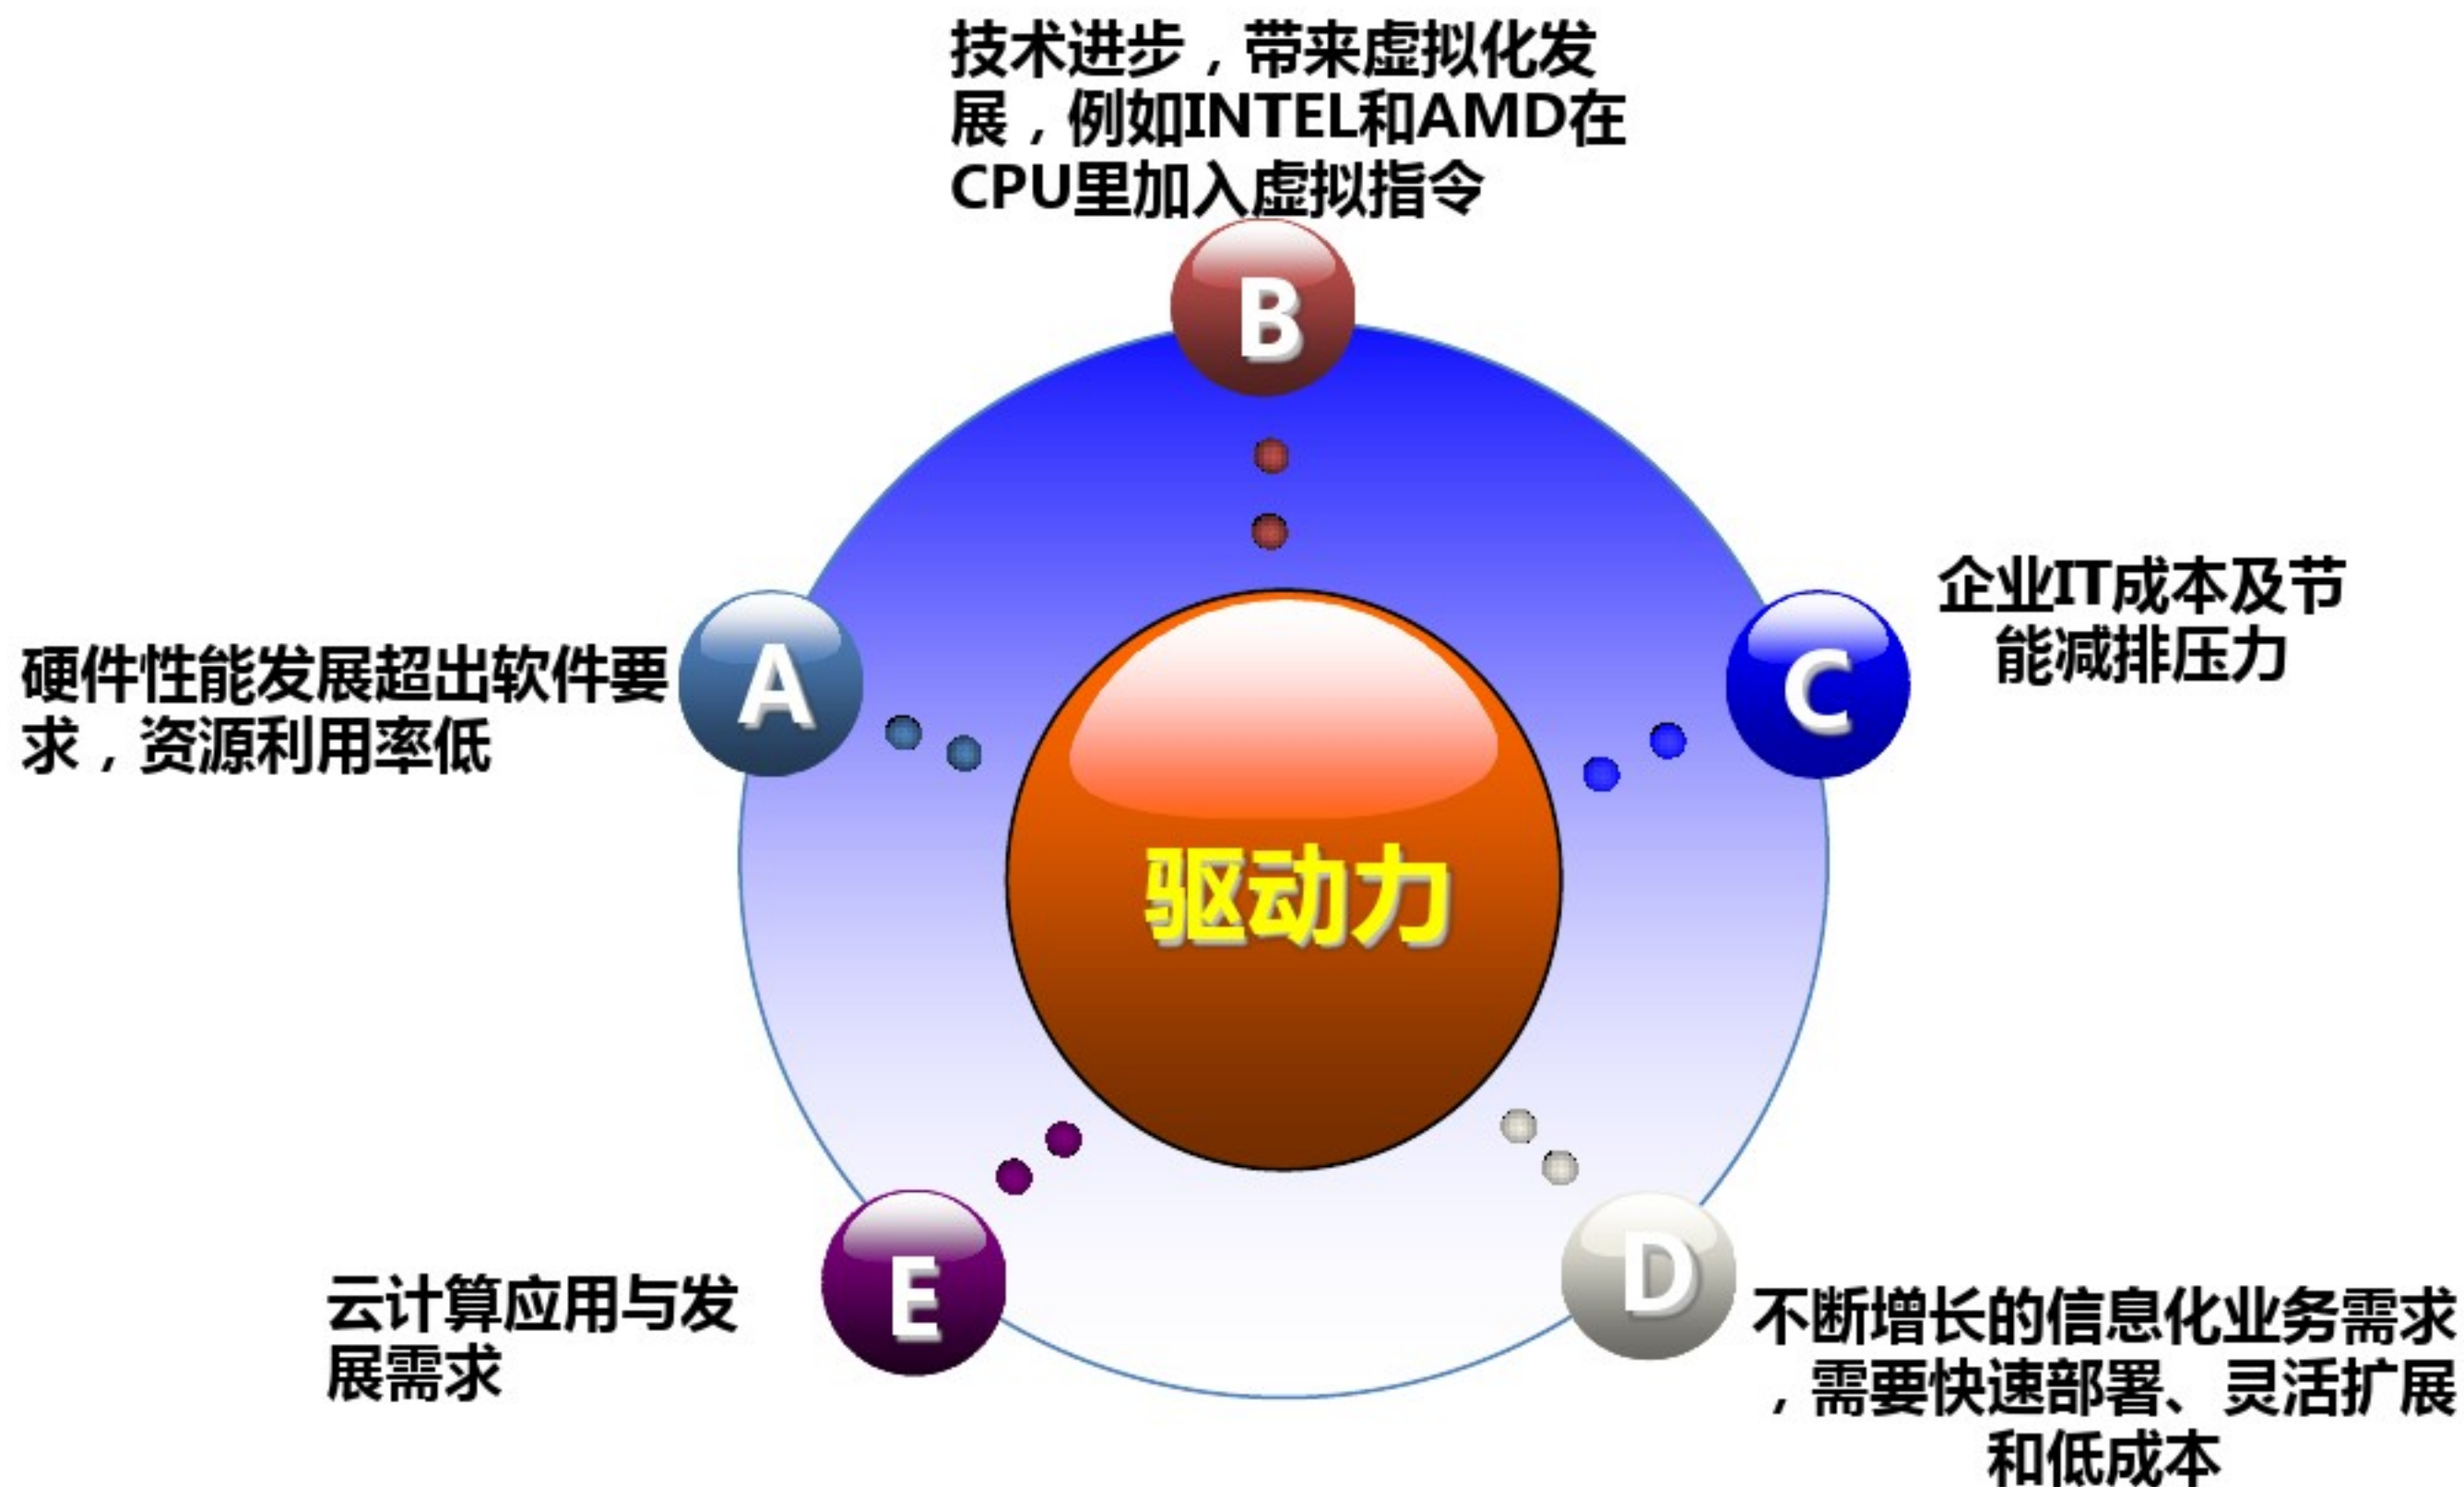 技术进步，带来虚拟化发
展，例如INTEL和AMD在
CPU里加入虚拟指令
B
企业IT成本及节
能减排压力
C
A
硬件性能发展超出软件要
求，资源利用率低
驱动力
E
云计算应用与发
展需求
D
不断增长的信息化业务需求
，需要快速部署、灵活扩展
和低成本